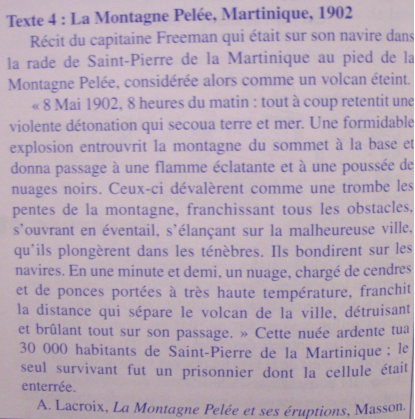 Texte 4 : La Montagne Pelée, Martinique, 1902
Récit du capitaine Freeman qui était sur son navire dans
la rade de Saint-Pierre de la Martinique au pied de la
Montagne Pelée, considérée alors comme un volcan éteint.
« 8 Mai 1902, 8 heures du matin : tout à coup retentit une
violente détonation qui secoua terre et mer. Une formidable
explosion entrouvrit la montagne du sommet à la base et
donna passage à une flamme éclatante et à une poussée de
nuages noirs. Ceux-ci dévalèrent comme une trombe les
pentes de la montagne, franchissant tous les obstacles,
s'ouvrant en éventail, s'élançant sur la malheureuse ville,
qu'ils plongèrent dans les ténèbres. Ils bondirent sur les
navires. En une minute et demi, un nuage, chargé de cendres
et de ponces portées à très haute température, franchit
la distance qui sépare le volcan de la ville, détruisant
et brûlant tout sur son passage. » Cette nuée ardente tua
30 000 habitants de Saint-Pierre de la Martinique ; le
seul survivant fut un prisonnier dont la cellule était
enterrée.
A. Lacroix, La Montagne Pelée et ses éruptions, Masson.